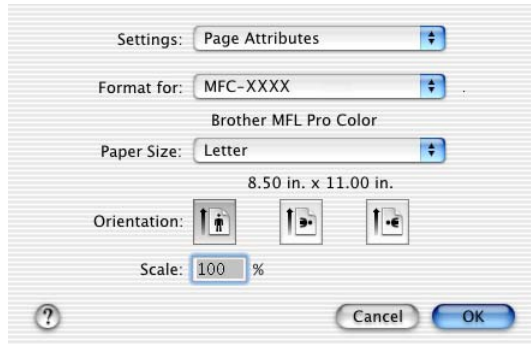 Settings: Page Attributes
Format for: MFC-XXXX
Brother MFL Pro Color
Paper Size: Letter
8.50 in. x 11.00 in.
Orientation:
Scale: 100 %
? Cancel OK